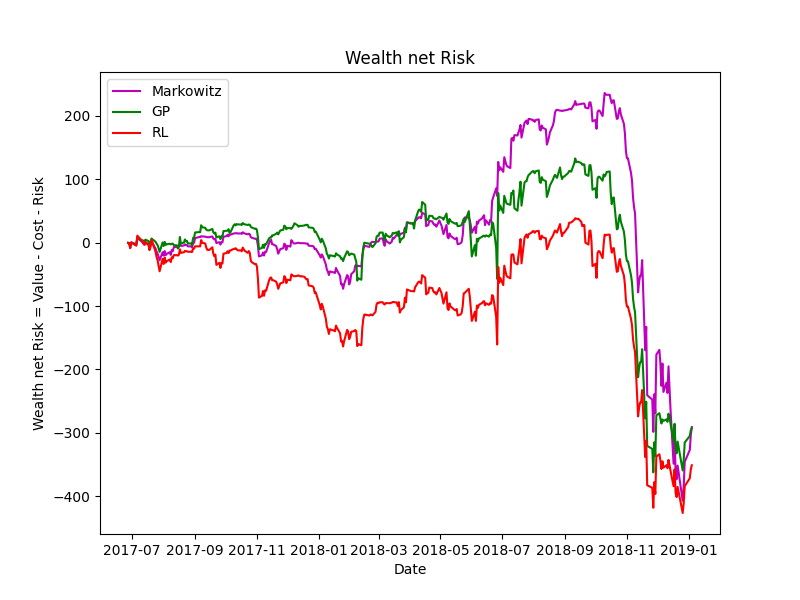 Wealth net Risk
Markowitz
GP
RL
Wealth net Risk = Value - Cost - Risk
200
100
0
−100
−200
−300
−400
2017-07 2017-09 2017-11 2018-01 2018-03 2018-05 2018-07 2018-09 2018-11 2019-01
Date